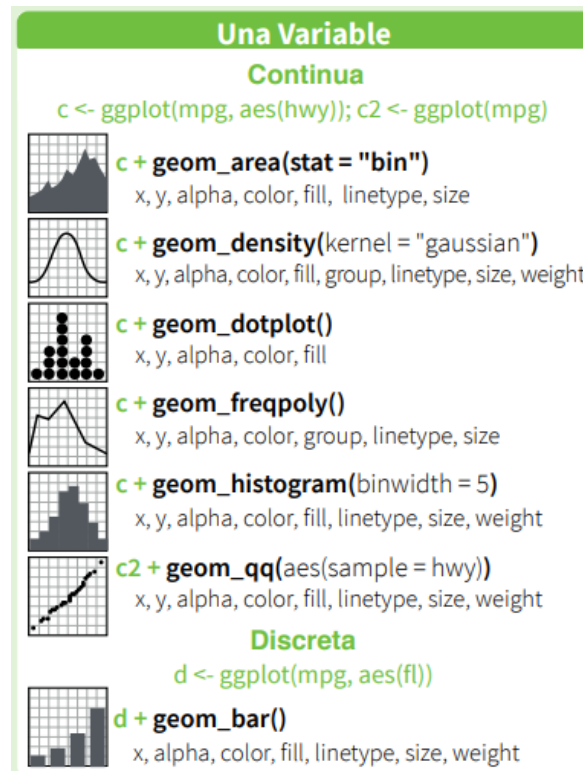 Una Variable
Continua
c <- ggplot(mpg, aes(hwy)); c2 <- ggplot(mpg)
c + geom_area(stat = "bin")
x, y, alpha, color, fill, linetype, size
c + geom_density(kernel = "gaussian")
x, y, alpha, color, fill, group, linetype, size, weight
c + geom_dotplot()
x, y, alpha, color, fill
c + geom_freqpoly()
x, y, alpha, color, group, linetype, size
c + geom_histogram(binwidth = 5)
x, y, alpha, color, fill, linetype, size, weight
c2 + geom_qq(aes(sample = hwy))
x, y, alpha, color, fill, linetype, size, weight
Discreta
d <- ggplot(mpg, aes(fl))
d + geom_bar()
x, alpha, color, fill, linetype, size, weight